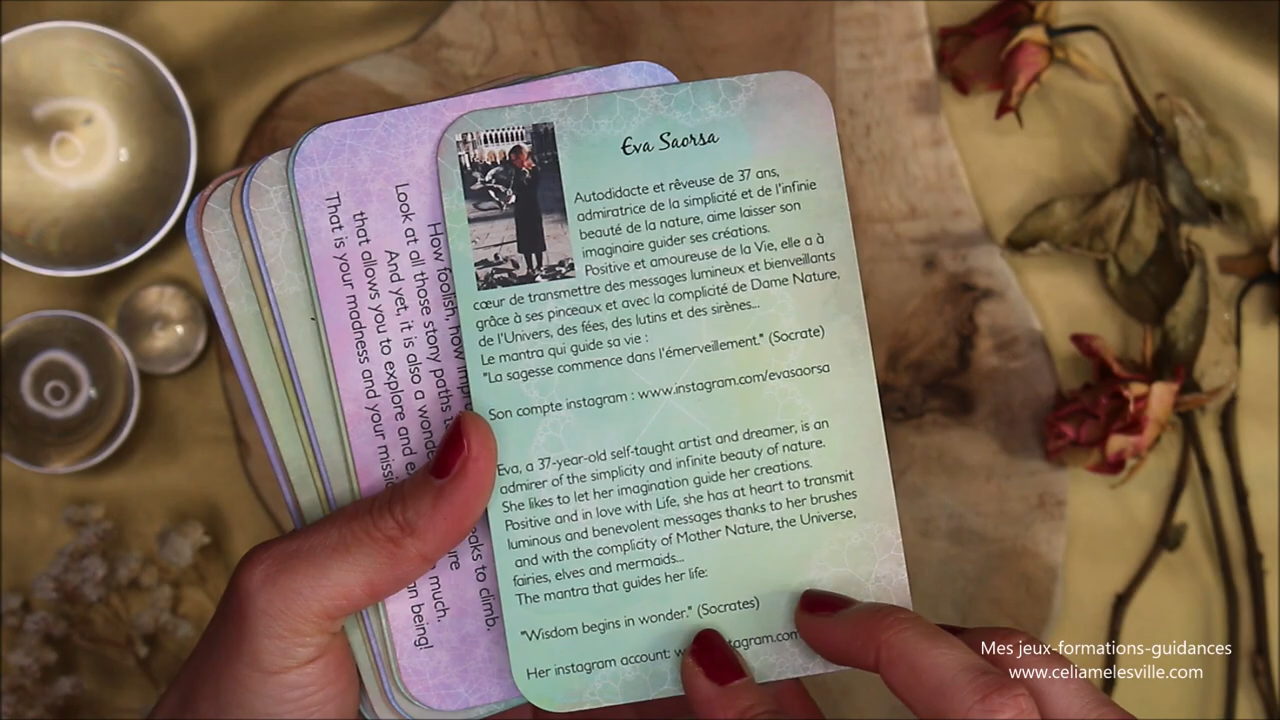 Eva Saorsa
Autodidacte et rêveuse de 37 ans,
admiratrice de la simplicité et de l'infinie
beauté de la nature, aime laisser son
imaginaire guider ses créations.
Positive et amoureuse de la Vie, elle a à
cœur de transmettre des messages lumineux et bienveillants
grâce à ses pinceaux et avec la complicité de Dame Nature,
de l'Univers, des fées, des lutins et des sirènes...
Le mantra qui guide sa vie :
"La sagesse commence dans l'émerveillement." (Socrate)
Son compte instagram : www.instagram.com/evasaorsa
Eva, a 37-year-old self-taught artist and dreamer, is an
admirer of the simplicity and infinite beauty of nature.
She likes to let her imagination guide her creations.
Positive and in love with Life, she has at heart to transmit
luminous and benevolent messages thanks to her brushes
and with the complicity of Mother Nature, the Universe,
fairies, elves and mermaids...
The mantra that guides her life:
"Wisdom begins in wonder." (Socrates)
Her instagram account:
How foolish, how
Look at all those story paths
And yet, it is also a
that allows you to explore and
That is your madness and your
to climb.
much.
being!
Mes jeux-formations-guidances
www.celiamelesville.com